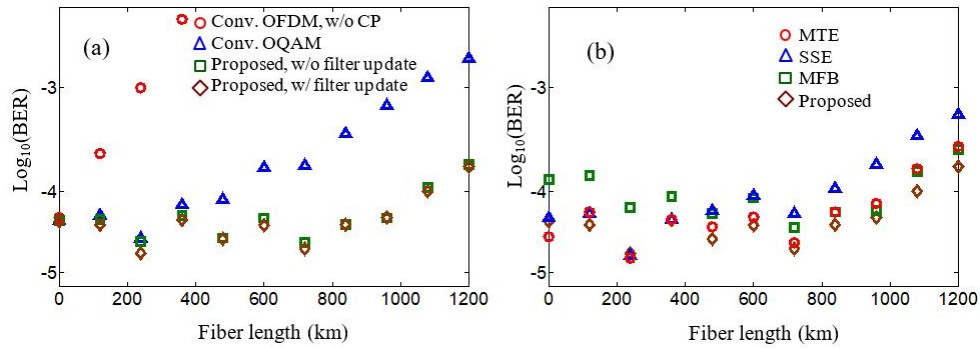 (a)
Conv. OFDM, w/o CP
Conv. OQAM
Proposed, w/o filter update
Proposed, w/ filter update
Log10(BER)
-3
-4
-5
0 200 400 600 800 1000 1200
Fiber length (km)
(b)
MTE
SSE
MFB
Proposed
Log10(BER)
-3
-4
-5
0 200 400 600 800 1000 1200
Fiber length (km)